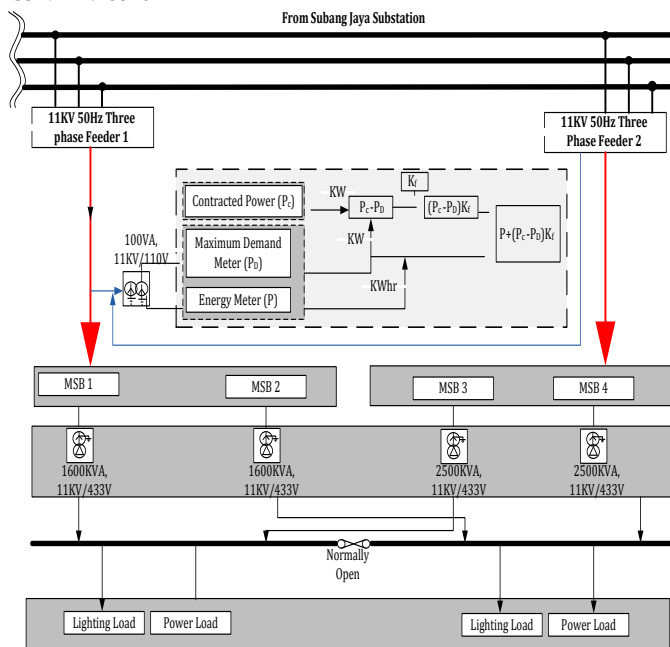 From Subang Jaya Substation
11KV 50Hz Three
phase Feeder 1
11KV 50Hz Three
Phase Feeder 2
Contracted Power (Pc)
KW
Pc-PD
Kf
(Pc-PD)Kf
P+(Pc-PD)Kf
100VA,
11KV/110V
Maximum Demand
Meter (PD)
KW
Energy Meter (P)
KWhr
MSB 1
MSB 2
MSB 3
MSB 4
1600KVA,
11KV/433V
1600KVA,
11KV/433V
2500KVA,
11KV/433V
2500KVA,
11KV/433V
Normally
Open
Lighting Load
Power Load
Lighting Load
Power Load